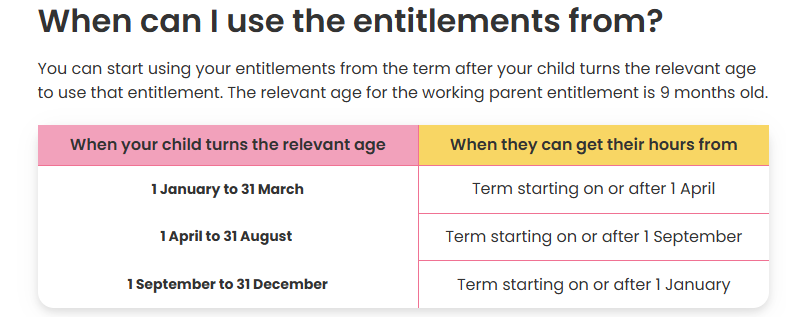 When can I use the entitlements from?
You can start using your entitlements from the term after your child turns the relevant age
to use that entitlement. The relevant age for the working parent entitlement is 9 months old.
When your child turns the relevant age When they can get their hours from
1 January to 31 March Term starting on or after 1 April
1 April to 31 August Term starting on or after 1 September
1 September to 31 December Term starting on or after 1 January